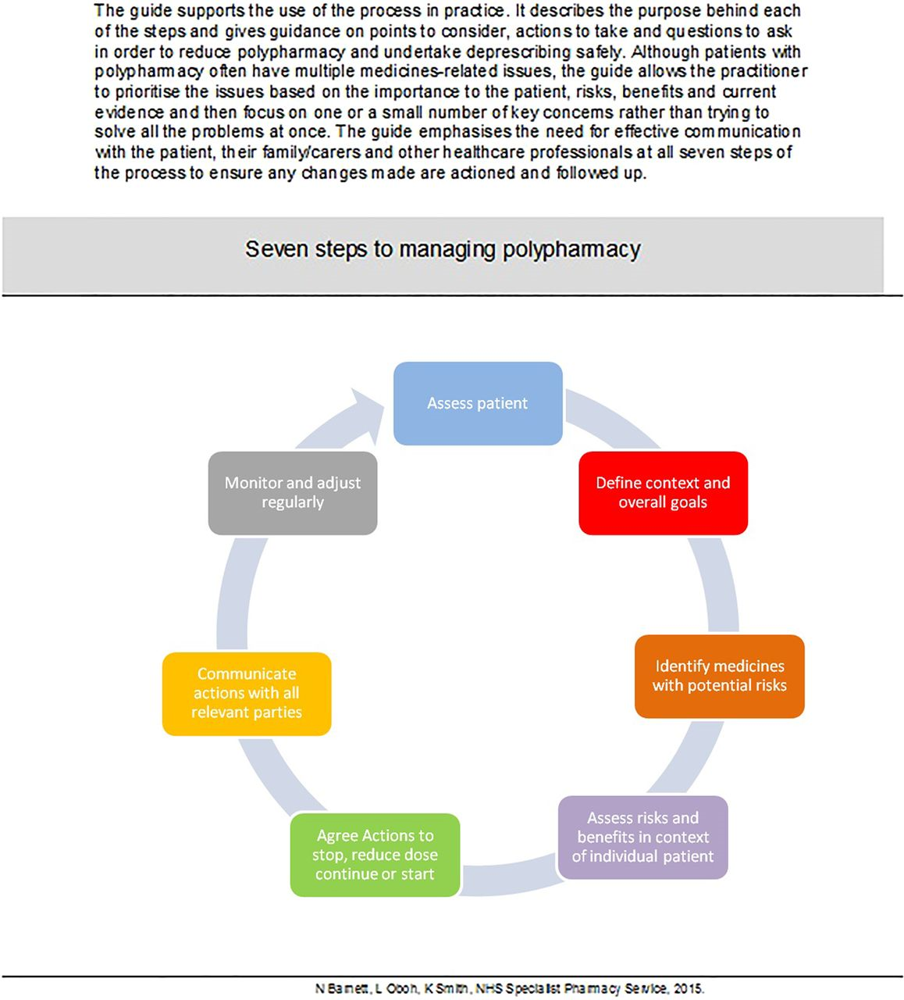 The guide supports the use of the process in practice. It describes the purpose behind each
of the steps and gives guidance on points to consider, actions to take and questions to ask
in order to reduce polypharmacy and undertake deprescribing safely. Although patients with
polypharmacy often have multiple medicines-related issues, the guide allows the practitioner
to prioritise the issues based on the importance to the patient, risks, benefits and current
evidence and then focus on one or a small number of key concerns rather than trying to
solve all the problems at once. The guide emphasises the need for effective communication
with the patient, their family/carers and other healthcare professionals at all seven steps of
the process to ensure any changes made are actioned and followed up.
Seven steps to managing polypharmacy
Assess patient
Define context and
overall goals
Identify medicines
with potential risks
Assess risks and
benefits in context
of individual patient
Agree Actions to
stop, reduce dose
continue or start
Communicate
actions with all
relevant parties
Monitor and adjust
regularly
N Barnett, L Oboh, K Smith, NHS Specialist Pharmacy Service, 2015.